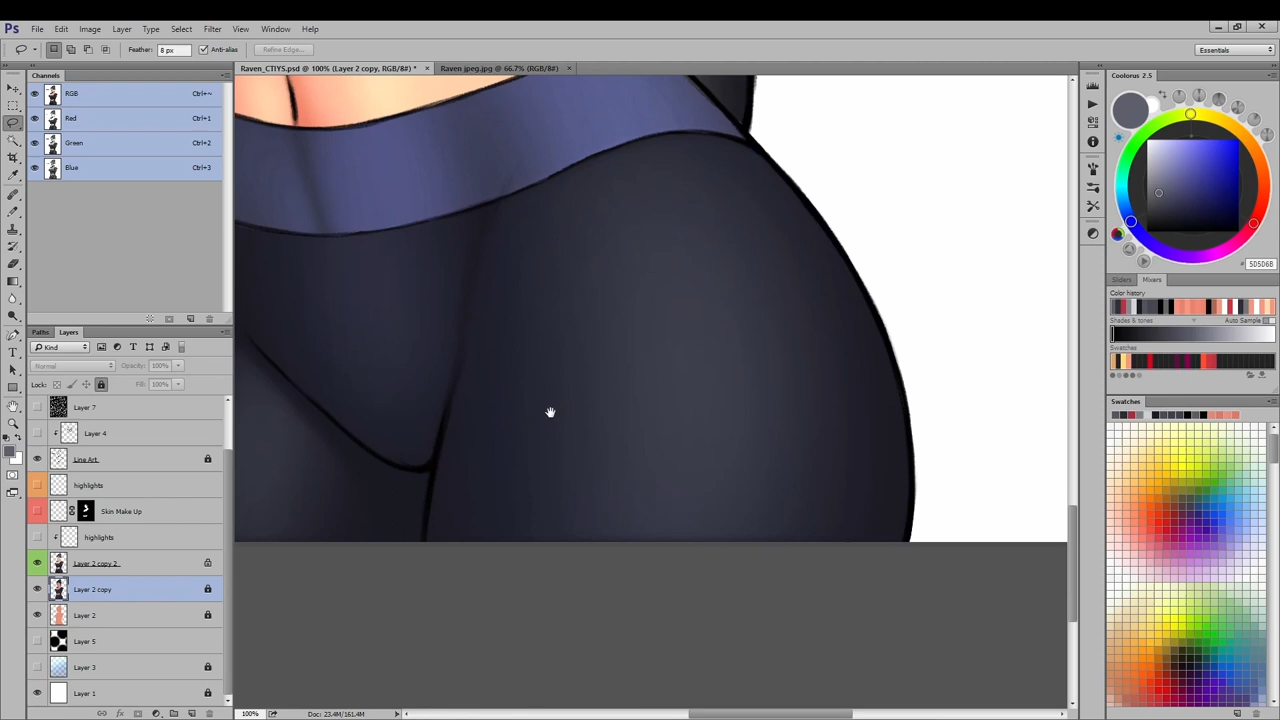 Ps File Edit Image Layer Type Select Filter View Window Help
Feather: 8 px Anti-alias Refine Edge... Essentials
Channels Raven_CTIYS.psd @ 100% (Layer 2 copy, RGB/8#) * × Raven jpeg.jpg @ 66.7% (RGB/8) × Coolorus 2.5
RGB Ctrl+~
Red Ctrl+1
Green Ctrl+2
Blue Ctrl+3
# 5D5D6B
Sliders Mixers
Color history
Shades & tones Auto Sample
Paths Layers
Kind
Swatches
Normal Opacity: 100%
Lock: Fill: 100%
Swatches
Layer 7
Layer 4
Line Art
highlights
Skin Make Up
highlights
Layer 2 copy 2
Layer 2 copy
Layer 2
Layer 5
Layer 3
Layer 1
100% Doc: 23.4M/161.4M